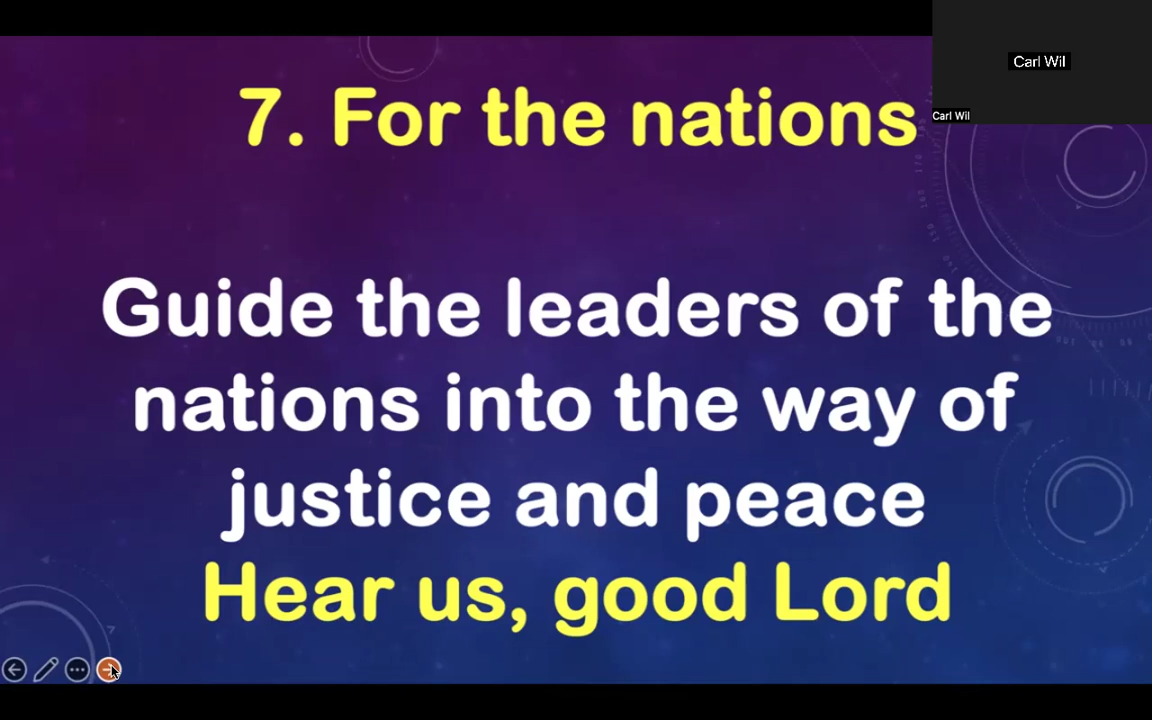 7. For the nations
Carl Wil
Carl Wil
Guide the leaders of the
nations into the way of
justice and peace
Hear us, good Lord